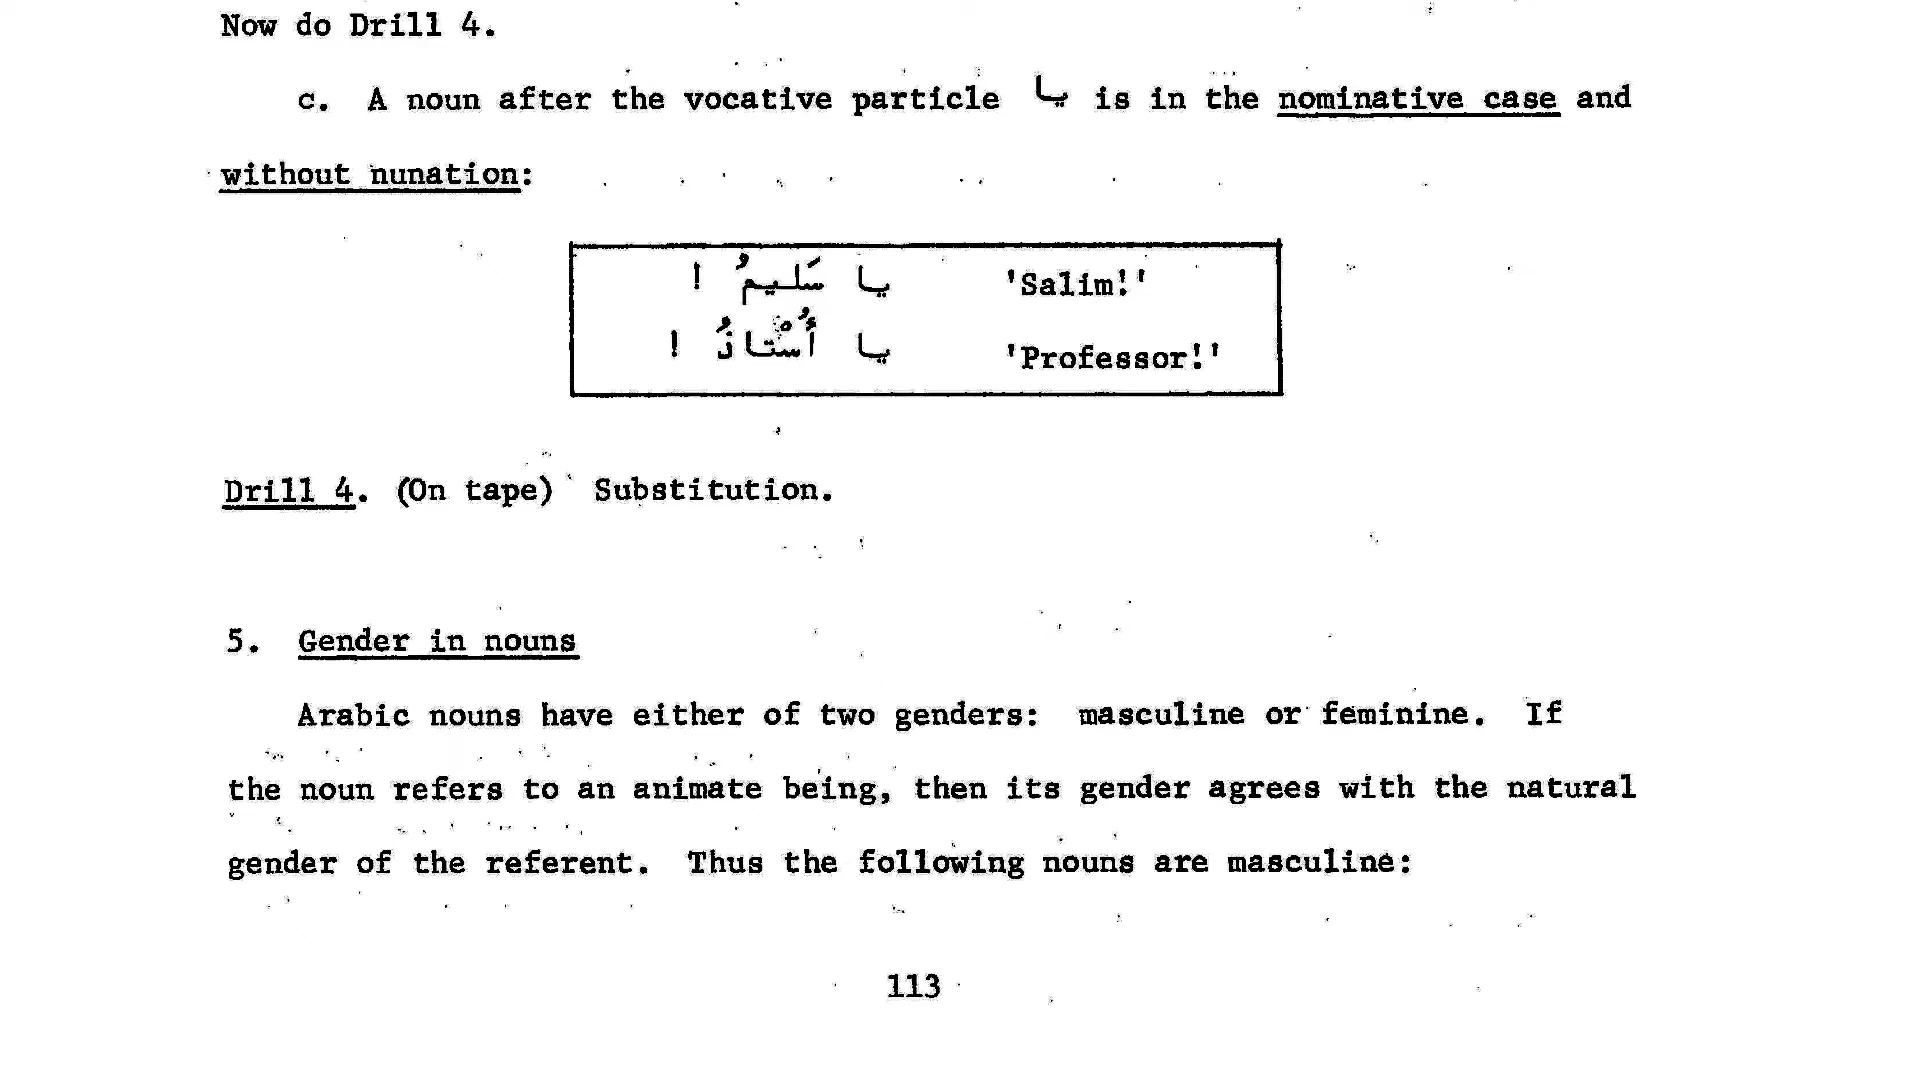 Now do Drill 4.
c. A noun after the vocative particle يا is in the nominative case and
without nunation:
يا سَليمُ ! 'Salim!'
يا أُسْتاذُ ! 'Professor!'
Drill 4. (On tape) Substitution.
5. Gender in nouns
Arabic nouns have either of two genders: masculine or feminine. If
the noun refers to an animate being, then its gender agrees with the natural
gender of the referent. Thus the following nouns are masculine:
113